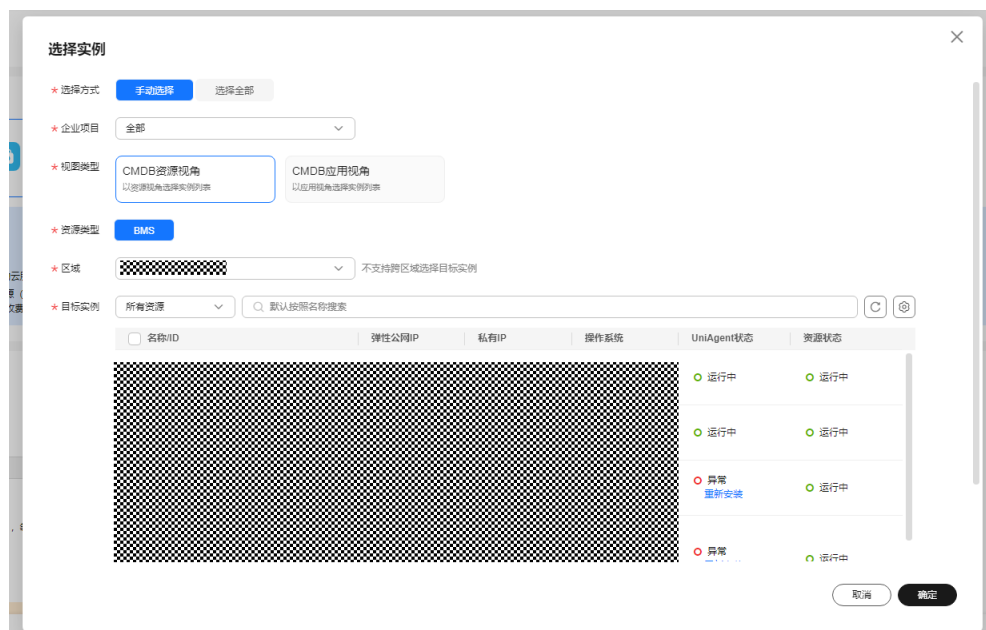 选择实例
* 选择方式 手动选择 选择全部
* 企业项目 全部
* 视图类型 CMDB资源视角 CMDB应用视角
以资源视角选择实例列表 以应用视角选择实例列表
* 资源类型 BMS
* 区域 不支持跨区域选择目标实例
* 目标实例 所有资源 默认按照名称搜索
名称/ID 弹性公网IP 私有IP 操作系统 UniAgent状态 资源状态
运行中 运行中
运行中 运行中
异常 运行中
重新安装
异常 运行中
取消 确定